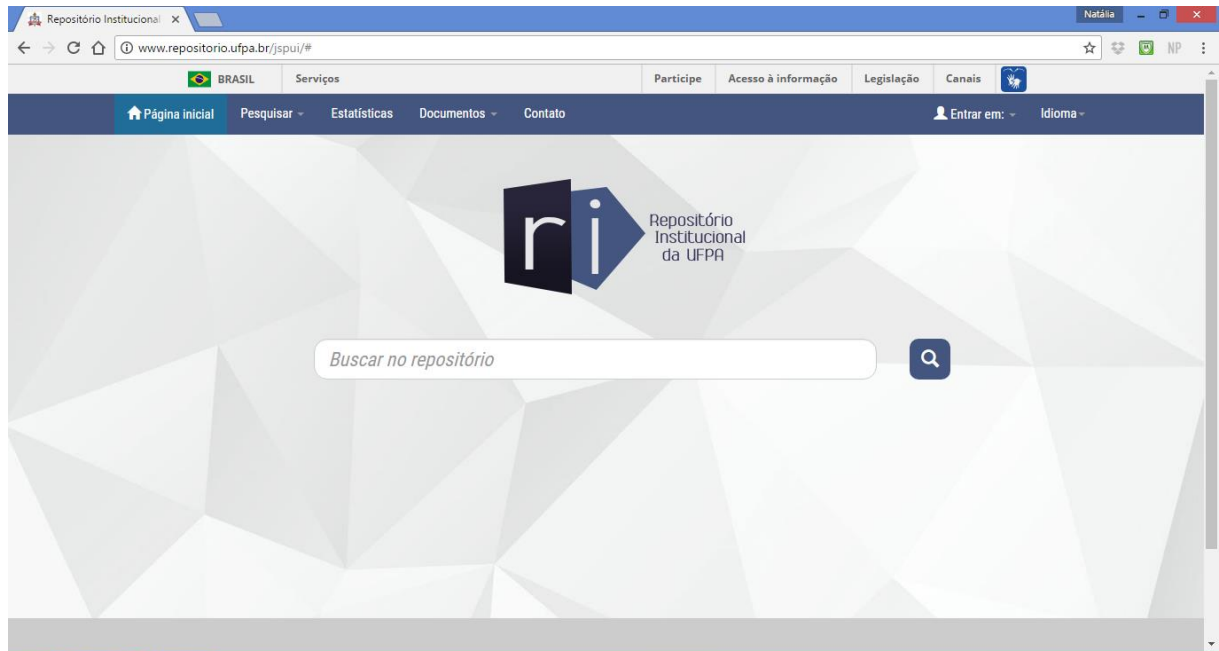 Repositório Institucional
Natália
www.repositorio.ufpa.br/jspui/#
NP
BRASIL Serviços Participe Acesso à informação Legislação Canais
Página inicial Pesquisar Estatísticas Documentos Contato Entrar em: Idioma
ri
Repositório
Institucional
da UFPA
Buscar no repositório